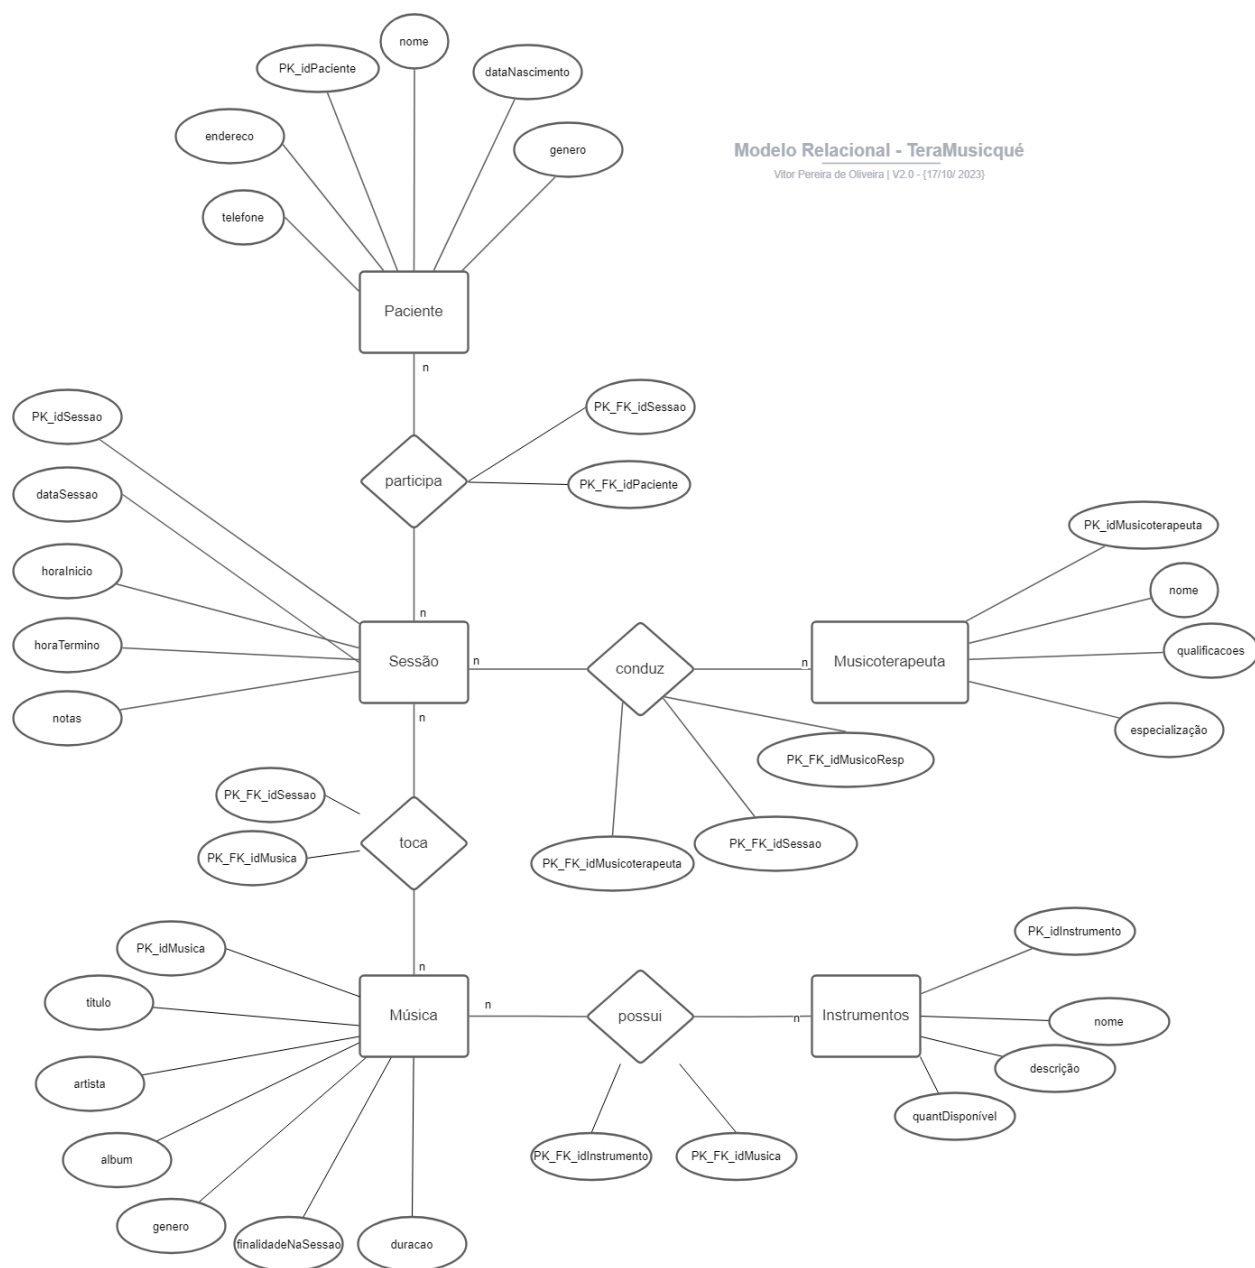 nome
PK_idPaciente
dataNascimento
endereco
genero
telefone
Modelo Relacional - TeraMusicqué
Vitor Pereira de Oliveira | V2.0 - {17/10/ 2023}
Paciente
n
PK_FK_idSessao
participa
PK_FK_idPaciente
n
PK_idSessao
dataSessao
horaInicio
horaTermino
notas
Sessão
n
conduz
n
Musicoterapeuta
PK_idMusicoterapeuta
nome
qualificacoes
especialização
PK_FK_idMusicoResp
PK_FK_idSessao
PK_FK_idMusicoterapeuta
n
PK_FK_idSessao
PK_FK_idMusica
toca
n
PK_idMusica
titulo
artista
album
genero
finalidadeNaSessao
duracao
Música
n
possui
n
Instrumentos
PK_idInstrumento
nome
descrição
quantDisponível
PK_FK_idInstrumento
PK_FK_idMusica